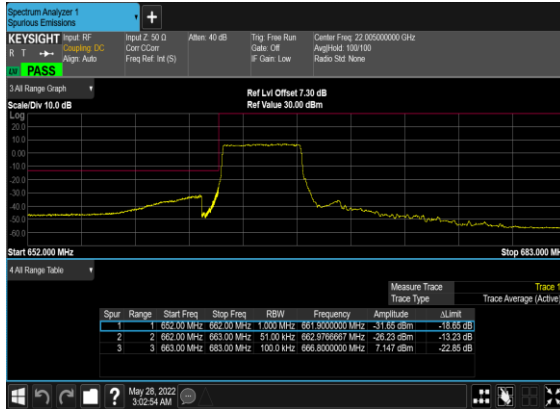 Spectrum Analyzer 1
Spurious Emissions
+
KEYSIGHT Input: RF Input Z: 50 Ω Atten: 40 dB Trig: Free Run Center Freq: 22.005000000 GHz
R T Coupling: DC Corr CCorr Gate: Off Avg|Hold: 100/100
Align: Auto Freq Ref: Int (S) IF Gain: Low Radio Std: None
PASS
3 All Range Graph
Ref Lvl Offset 7.30 dB
Scale/Div 10.0 dB Ref Value 30.00 dBm
Log
20.0
10.0
0.00
-10.0
-20.0
-30.0
-40.0
-50.0
-60.0
Start 652.000 MHz Stop 683.000 MH
4 All Range Table
Measure Trace Trace 1
Trace Type Trace Average (Active)
Spur Range Start Freq Stop Freq RBW Frequency Amplitude ΔLimit
1 1 652.00 MHz 662.00 MHz 1.000 MHz 661.9000000 MHz -31.65 dBm -18.65 dB
2 2 662.00 MHz 663.00 MHz 51.00 kHz 662.9766667 MHz -26.23 dBm -13.23 dB
3 3 663.00 MHz 683.00 MHz 100.0 kHz 666.8000000 MHz 7.147 dBm -22.85 dB
? May 28, 2022
3:02:54 AM